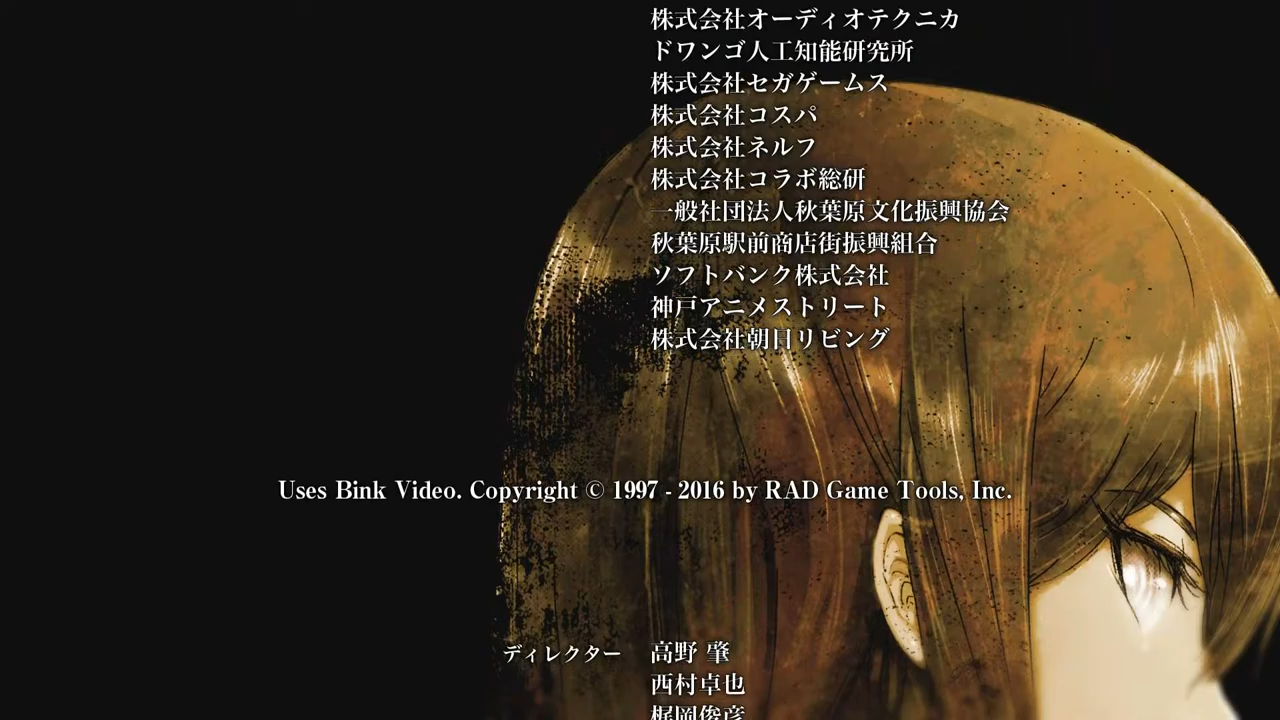 株式会社オーディオテクニカ
ドワンゴ人工知能研究所
株式会社セガゲームス
株式会社コスパ
株式会社ネルフ
株式会社コラボ総研
一般社団法人秋葉原文化振興協会
秋葉原駅前商店街振興組合
ソフトバンク株式会社
神戸アニメストリート
株式会社朝日リビング
Uses Bink Video. Copyright © 1997 - 2016 by RAD Game Tools, Inc.
ディレクター 高野 肇
西村卓也
梶岡俊彦